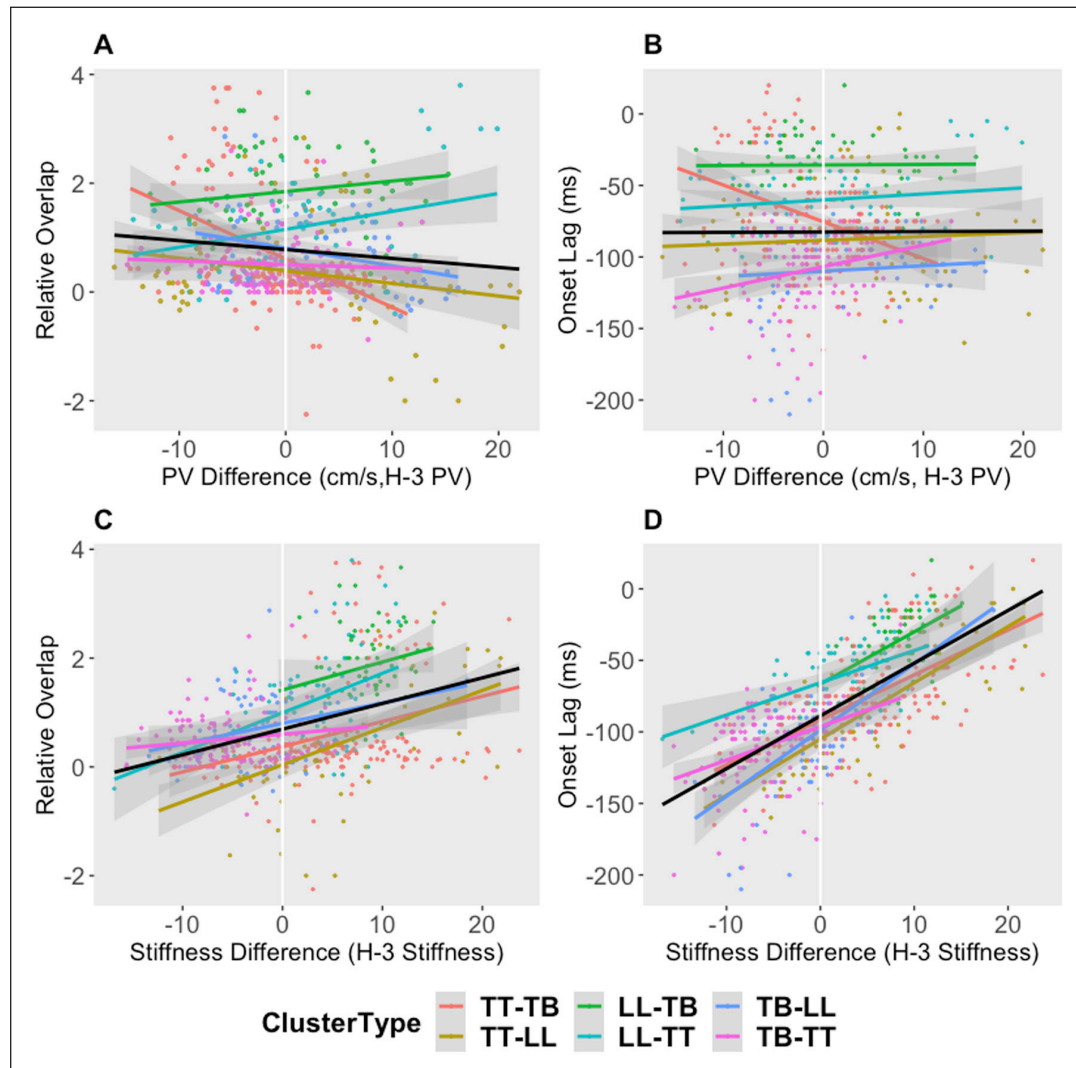 A
B
4
2
0
-2
Relative Overlap
-10 0 10 20
PV Difference (cm/s,H-3 PV)
0
-50
-100
-150
-200
Onset Lag (ms)
-10 0 10 20
PV Difference (cm/s, H-3 PV)
C
D
4
2
0
-2
Relative Overlap
-10 0 10 20
Stiffness Difference (H-3 Stiffness)
0
-50
-100
-150
-200
Onset Lag (ms)
-10 0 10 20
Stiffness Difference (H-3 Stiffness)
ClusterType
TT-TB LL-TB TB-LL
TT-LL LL-TT TB-TT